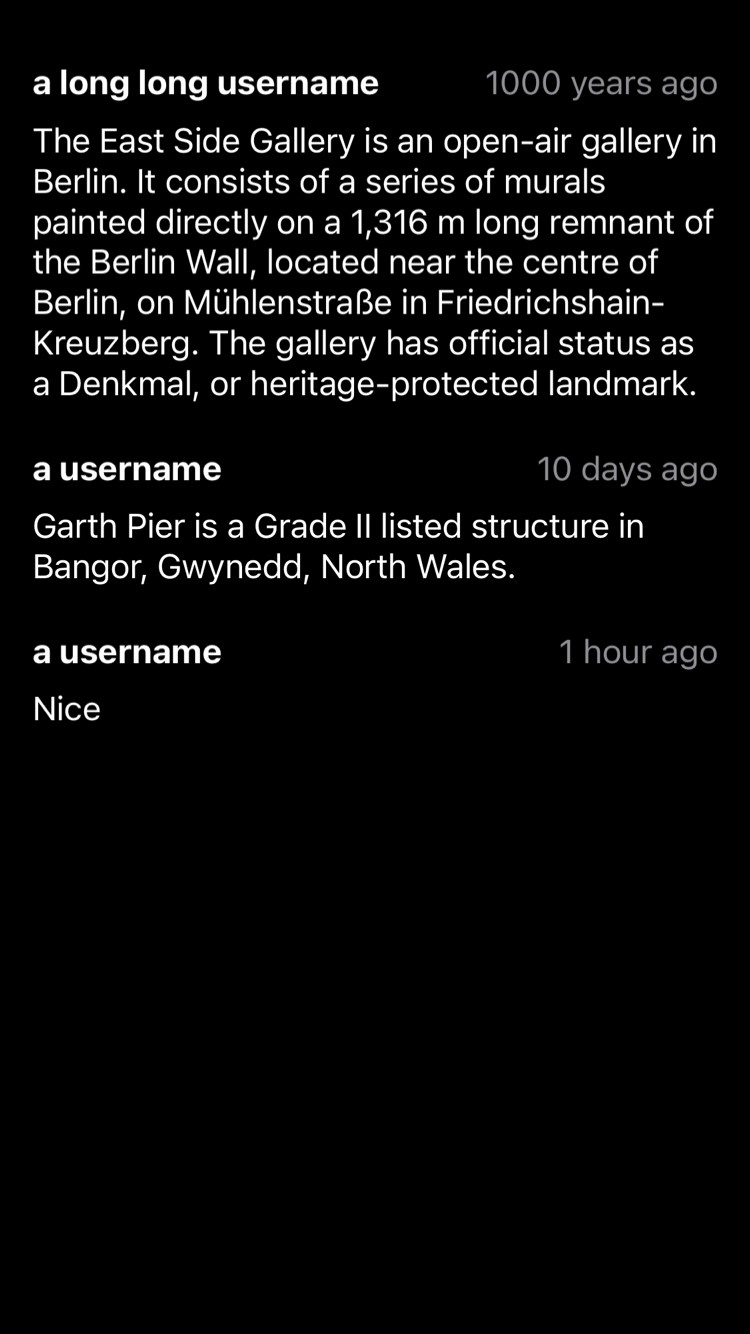 a long long username 1000 years ago
The East Side Gallery is an open-air gallery in
Berlin. It consists of a series of murals
painted directly on a 1,316 m long remnant of
the Berlin Wall, located near the centre of
Berlin, on Mühlenstraße in Friedrichshain-
Kreuzberg. The gallery has official status as
a Denkmal, or heritage-protected landmark.
a username 10 days ago
Garth Pier is a Grade II listed structure in
Bangor, Gwynedd, North Wales.
a username 1 hour ago
Nice